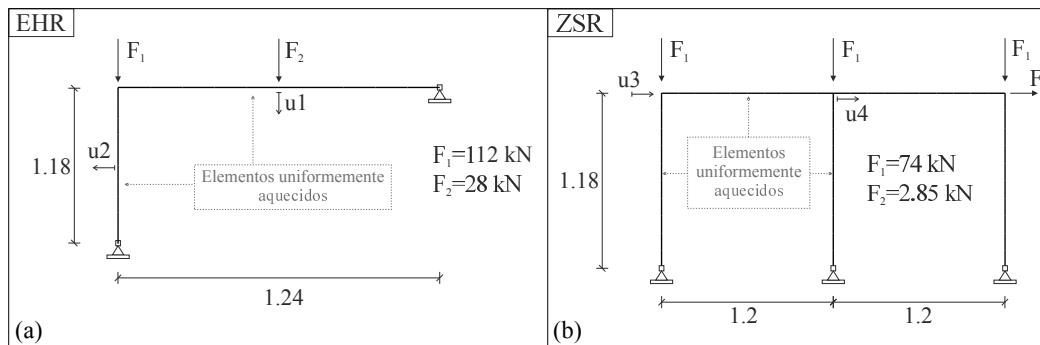 EHR
F₁
F₂
u1
u2
1.18
Elementos uniformemente
aquecidos
F₁=112 kN
F₂=28 kN
1.24
(a)
ZSR
F₁
F₁
F₁
u3
F
u4
1.18
Elementos
uniformemente
aquecidos
F₁=74 kN
F₂=2.85 kN
1.2
1.2
(b)